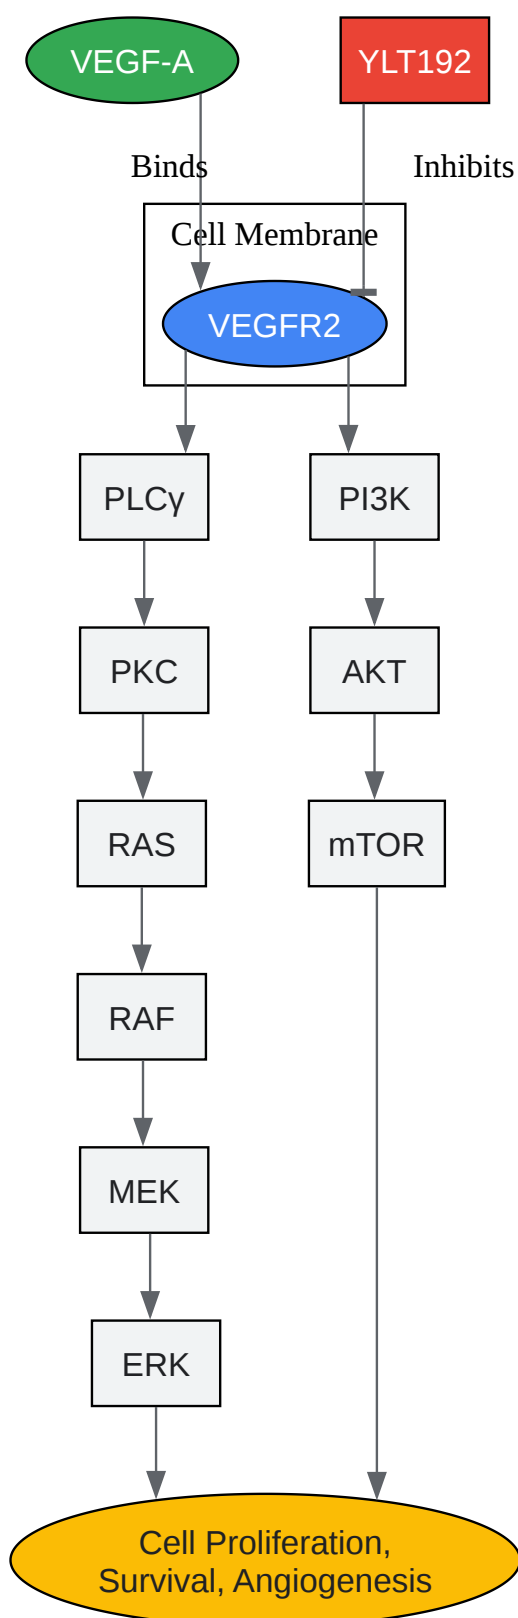 VEGF-A
YLT192
Binds
Inhibits
Cell Membrane
VEGFR2
PLCγ
PI3K
PKC
AKT
RAS
mTOR
RAF
MEK
ERK
Cell Proliferation,
Survival, Angiogenesis